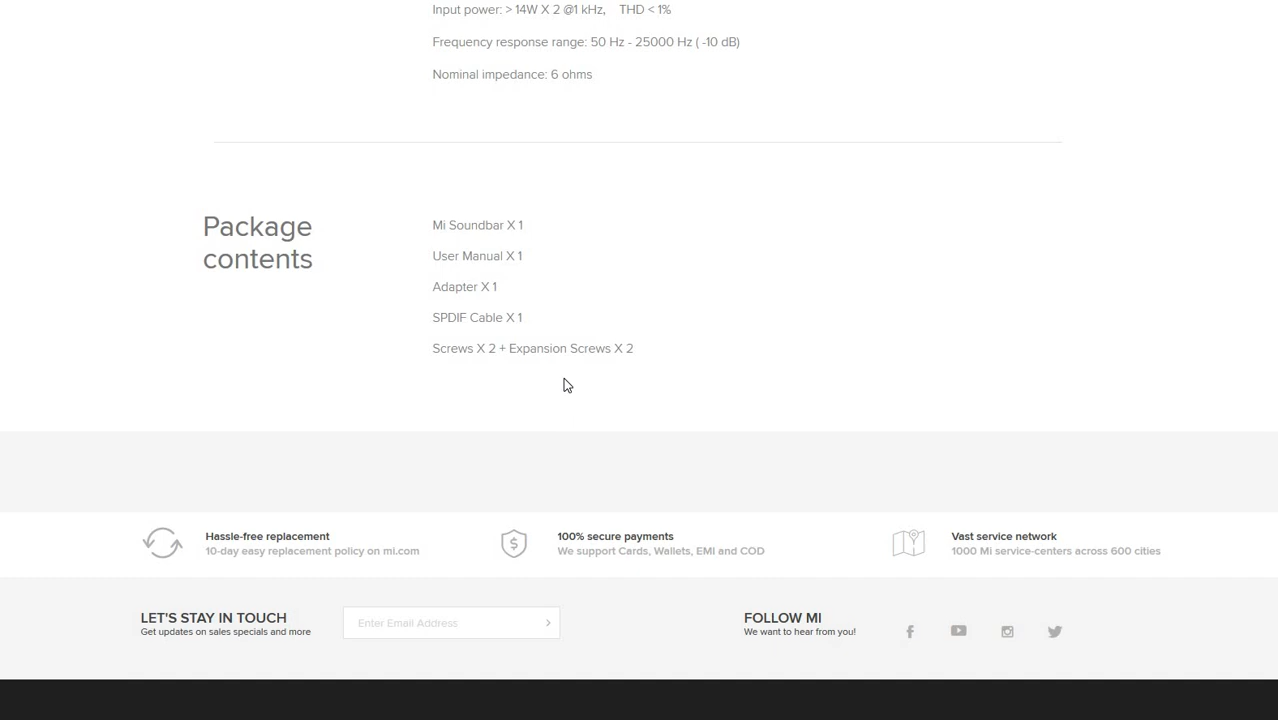 Input power: > 14W X 2 @1 kHz, THD < 1%
Frequency response range: 50 Hz - 25000 Hz ( -10 dB)
Nominal impedance: 6 ohms
Package
contents
Mi Soundbar X 1
User Manual X 1
Adapter X 1
SPDIF Cable X 1
Screws X 2 + Expansion Screws X 2
Hassle-free replacement
10-day easy replacement policy on mi.com
100% secure payments
We support Cards, Wallets, EMI and COD
Vast service network
1000 Mi service-centers across 600 cities
LET'S STAY IN TOUCH
Get updates on sales specials and more
Enter Email Address
FOLLOW MI
We want to hear from you!